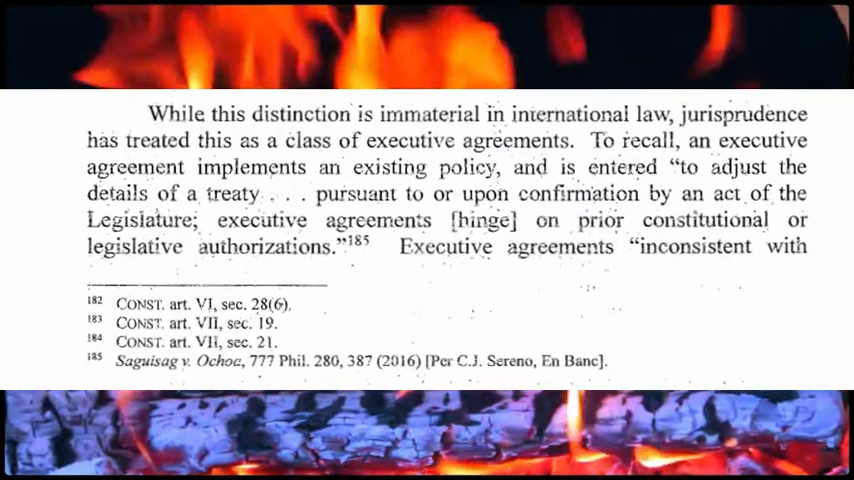 While this distinction is immaterial in international law, jurisprudence
has treated this as a class of executive agreements. To recall, an executive
agreement implements an existing policy, and is entered “to adjust the
details of a treaty . . . pursuant to or upon confirmation by an act of the
Legislature; executive agreements [hinge] on prior constitutional or
legislative authorizations.”185 Executive agreements “inconsistent with
182 CONST. art. VI, sec. 28(6).
183 CONST. art. VII, sec. 19.
184 CONST. art. VII, sec. 21.
185 Saguisag v. Ochoa, 777 Phil. 280, 387 (2016) [Per C.J. Sereno, En Banc].